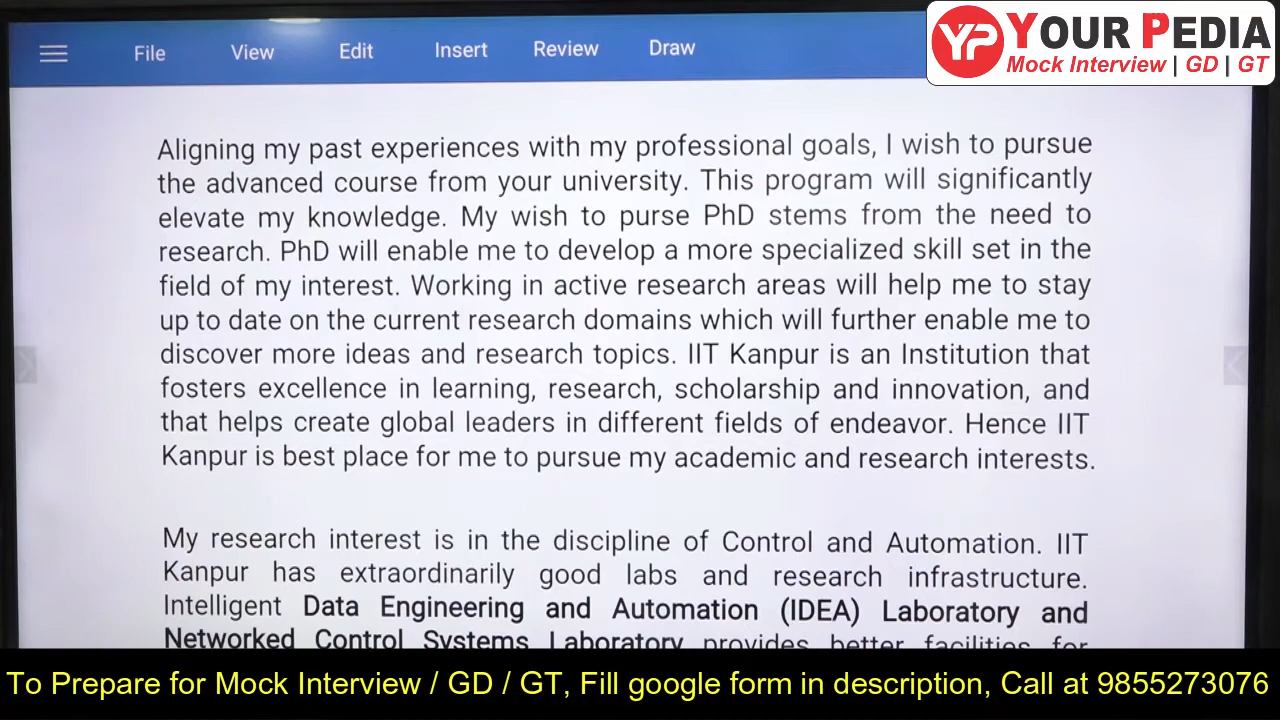 File View Edit Insert Review Draw
YP YOUR PEDIA
Mock Interview | GD | GT
Aligning my past experiences with my professional goals, I wish to pursue
the advanced course from your university. This program will significantly
elevate my knowledge. My wish to purse PhD stems from the need to
research. PhD will enable me to develop a more specialized skill set in the
field of my interest. Working in active research areas will help me to stay
up to date on the current research domains which will further enable me to
discover more ideas and research topics. IIT Kanpur is an Institution that
fosters excellence in learning, research, scholarship and innovation, and
that helps create global leaders in different fields of endeavor. Hence IIT
Kanpur is best place for me to pursue my academic and research interests.
My research interest is in the discipline of Control and Automation. IIT
Kanpur has extraordinarily good labs and research infrastructure.
Intelligent Data Engineering and Automation (IDEA) Laboratory and
Networked Control Systems Laboratory provides better facilities for
To Prepare for Mock Interview / GD / GT, Fill google form in description, Call at 9855273076